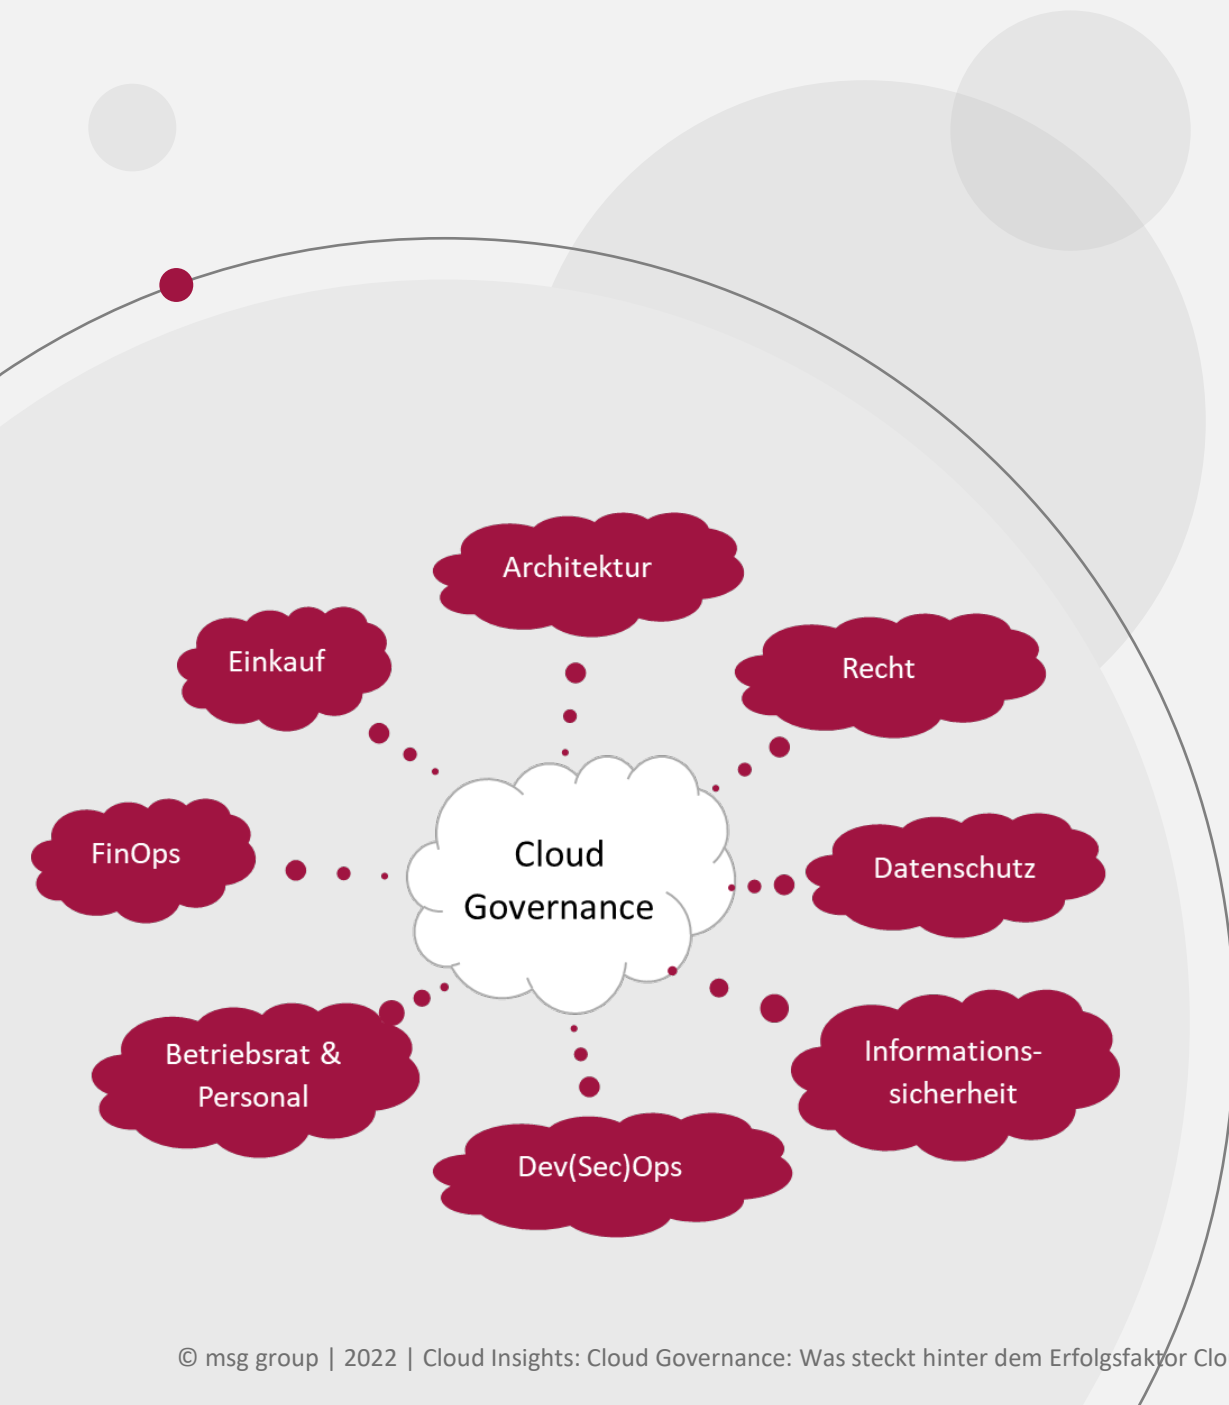 Architektur
Einkauf
Recht
Cloud
Governance
FinOps
Datenschutz
Betriebsrat &
Personal
Informations-
sicherheit
Dev(Sec)Ops
© msg group | 2022 | Cloud Insights: Cloud Governance: Was steckt hinter dem Erfolgsfaktor Clo